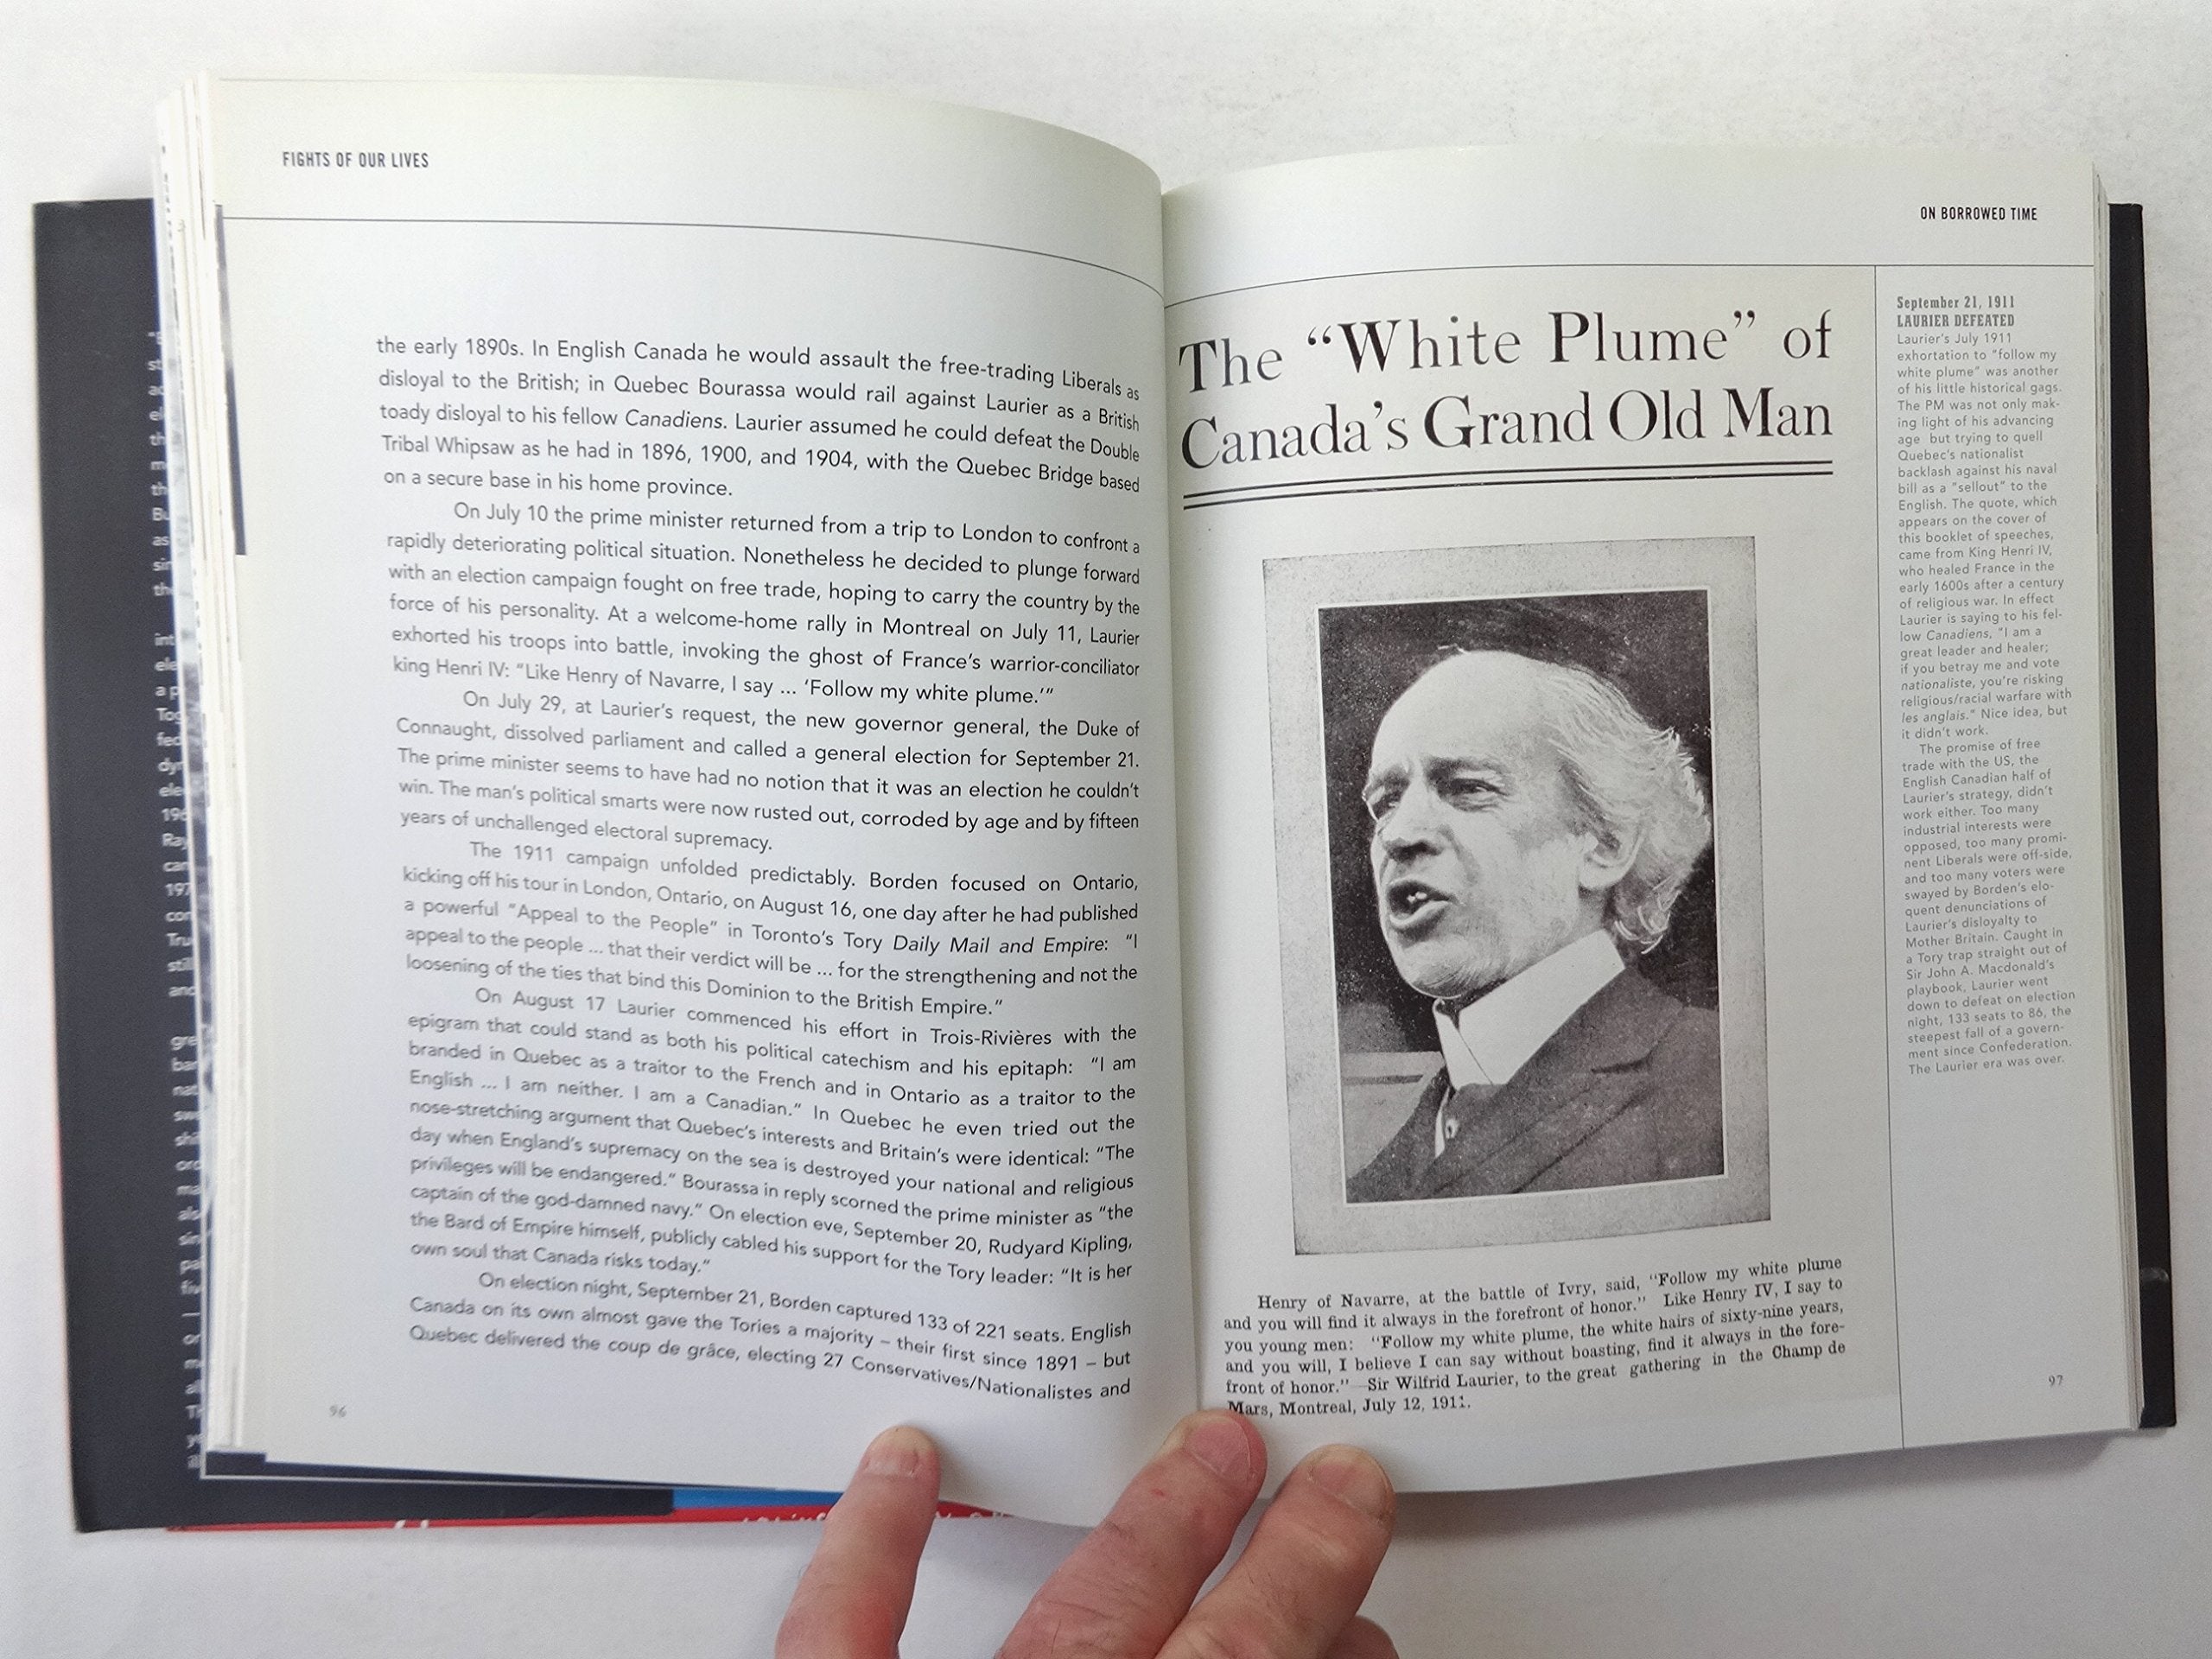 FIGHTS OF OUR LIVES
the early 1890s. In English Canada he would assault the free-trading Liberals as
disloyal to the British; in Quebec Bourassa would rail against Laurier as a British
toady disloyal to his fellow Canadiens. Laurier assumed he could defeat the Double
Tribal Whipsaw as he had in 1896, 1900, and 1904, with the Quebec Bridge based
on a secure base in his home province.
On July 10 the prime minister returned from a trip to London to confront a
rapidly deteriorating political situation. Nonetheless he decided to plunge forward
with an election campaign fought on free trade, hoping to carry the country by the
force of his personality. At a welcome-home rally in Montreal on July 11, Laurier
exhorted his troops into battle, invoking the ghost of France's warrior-conciliator
king Henri IV: "Like Henry of Navarre, I say ... 'Follow my white plume.'"
On July 29, at Laurier's request, the new governor general, the Duke of
Connaught, dissolved parliament and called a general election for September 21.
The prime minister seems to have had no notion that it was an election he couldn't
win. The man's political smarts were now rusted out, corroded by age and by fifteen
years of unchallenged electoral supremacy.
The 1911 campaign unfolded predictably. Borden focused on Ontario,
kicking off his tour in London, Ontario, on August 16, one day after he had published
a powerful "Appeal to the People" in Toronto's Tory Daily Mail and Empire: "I
appeal to the people ... that their verdict will be ... for the strengthening and not the
loosening of the ties that bind this Dominion to the British Empire."
On August 17 Laurier commenced his effort in Trois-Rivières with the
epigram that could stand as both his political catechism and his epitaph: "I am
branded in Quebec as a traitor to the French and in Ontario as a traitor to the
English ... I am neither. I am a Canadian." In Quebec he even tried out the
nose-stretching argument that Quebec's interests and Britain's were identical: "The
day when England's supremacy on the sea is destroyed your national and religious
privileges will be endangered." Bourassa in reply scorned the prime minister as "the
captain of the god-damned navy." On election eve, September 20, Rudyard Kipling,
the Bard of Empire himself, publicly cabled his support for the Tory leader: "It is her
own soul that Canada risks today."
On election night, September 21, Borden captured 133 of 221 seats. English
Canada on its own almost gave the Tories a majority – their first since 1891 – but
Quebec delivered the coup de grâce, electing 27 Conservatives/Nationalistes and
96
ON BORROWED TIME
The "White Plume" of
Canada's Grand Old Man
Henry of Navarre, at the battle of Ivry, said, "Follow my white plume
and you will find it always in the forefront of honor." Like Henry IV, I say to
you young men: "Follow my white plume, the white hairs of sixty-nine years,
and you will, I believe I can say without boasting, find it always in the fore-
front of honor."—Sir Wilfrid Laurier, to the great gathering in the Champ de
Mars, Montreal, July 12, 1911.
September 21, 1911
LAURIER DEFEATED
Laurier's July 1911
exhortation to "follow my
white plume" was another
of his little historical gags.
The PM was not only mak-
ing light of his advancing
age but trying to quell
Quebec's nationalist
backlash against his naval
bill as a "sellout" to the
English. The quote, which
appears on the cover of
this booklet of speeches,
came from King Henri IV,
who healed France in the
early 1600s after a century
of religious war. In effect
Laurier is saying to his fel-
low Canadiens, "I am a
great leader and healer;
if you betray me and vote
nationaliste, you're risking
religious/racial warfare with
les anglais." Nice idea, but
it didn't work.
The promise of free
trade with the US, the
English Canadian half of
Laurier's strategy, didn't
work either. Too many
industrial interests were
opposed, too many promi-
nent Liberals were off-side,
and too many voters were
swayed by Borden's elo-
quent denunciations of
Laurier's disloyalty to
Mother Britain. Caught in
a Tory trap straight out of
Sir John A. Macdonald's
playbook, Laurier went
down to defeat on election
night, 133 seats to 86, the
steepest fall of a govern-
ment since Confederation.
The Laurier era was over.
97